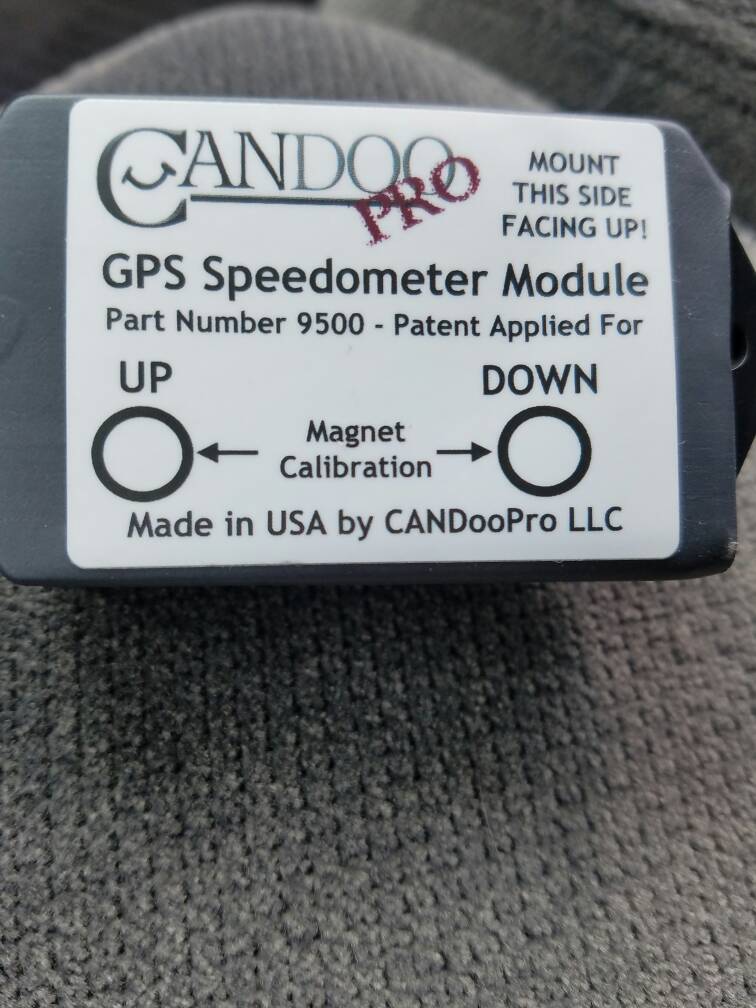 CANDOO PRO
MOUNT
THIS SIDE
FACING UP!
GPS Speedometer Module
Part Number 9500 - Patent Applied For
UP
DOWN
Magnet
Calibration
Made in USA by CANDooPro LLC